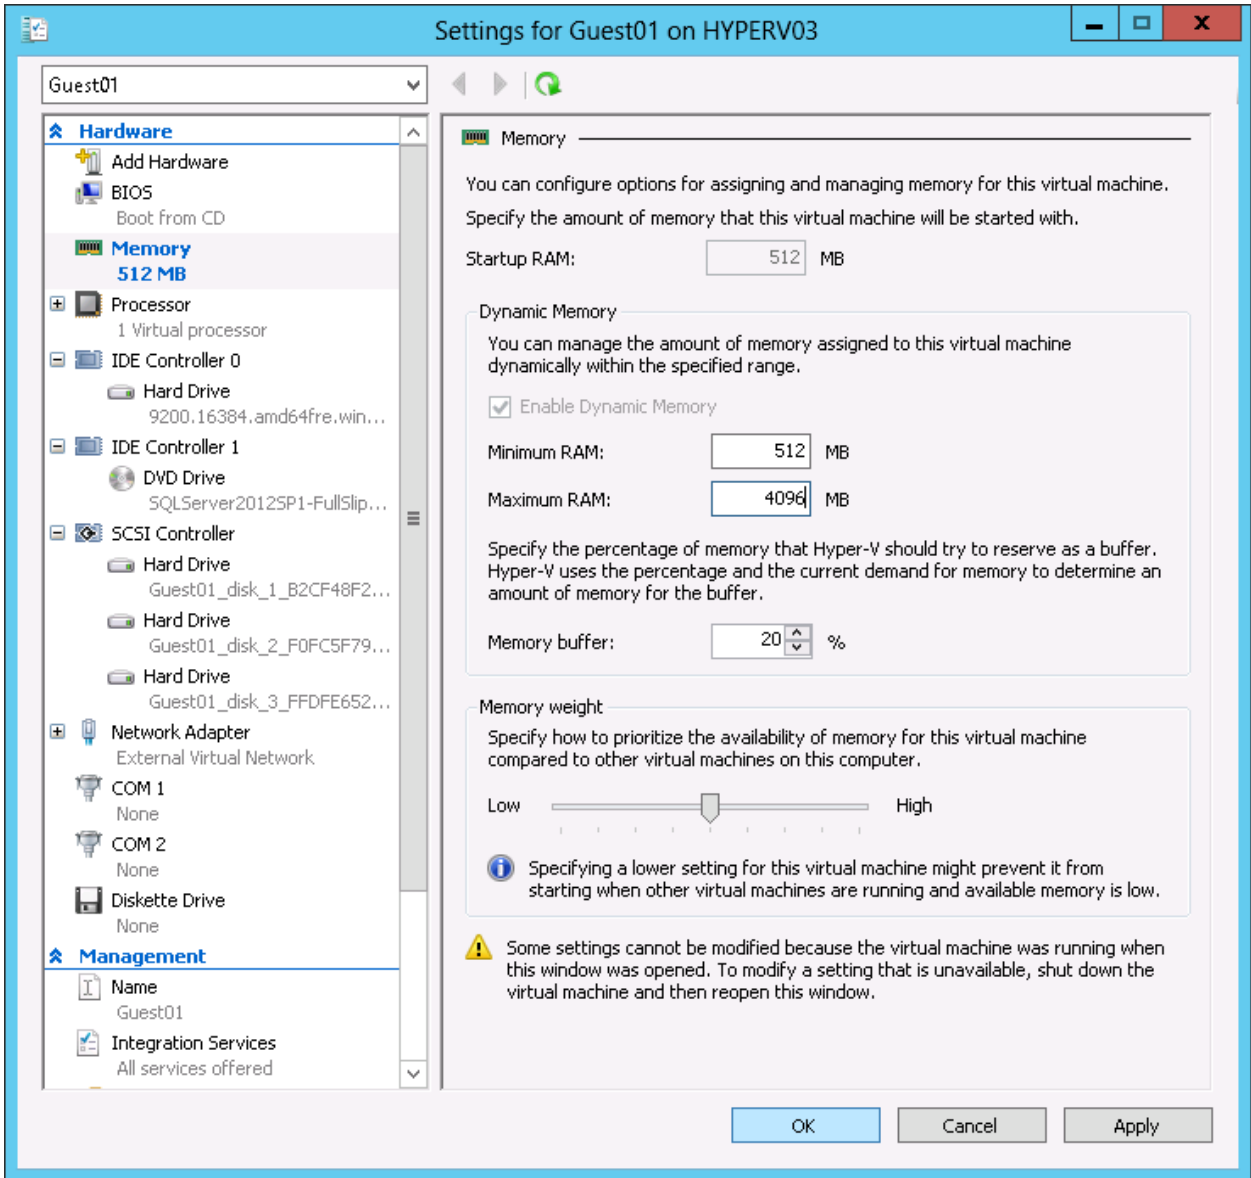 Settings for Guest01 on HYPERV03
Guest01
Hardware
Add Hardware
BIOS
Boot from CD
Memory
512 MB
Processor
1 Virtual processor
IDE Controller 0
Hard Drive
9200.16384.amd64fre.win...
IDE Controller 1
DVD Drive
SQLServer2012SP1-FullSlip...
SCSI Controller
Hard Drive
Guest01_disk_1_B2CF48F2...
Hard Drive
Guest01_disk_2_F0FC5F79...
Hard Drive
Guest01_disk_3_FFDFE652...
Network Adapter
External Virtual Network
COM 1
None
COM 2
None
Diskette Drive
None
Management
Name
Guest01
Integration Services
All services offered
Memory
You can configure options for assigning and managing memory for this virtual machine.
Specify the amount of memory that this virtual machine will be started with.
Startup RAM: 512 MB
Dynamic Memory
You can manage the amount of memory assigned to this virtual machine
dynamically within the specified range.
Enable Dynamic Memory
Minimum RAM: 512 MB
Maximum RAM: 4096 MB
Specify the percentage of memory that Hyper-V should try to reserve as a buffer.
Hyper-V uses the percentage and the current demand for memory to determine an
amount of memory for the buffer.
Memory buffer: 20 %
Memory weight
Specify how to prioritize the availability of memory for this virtual machine
compared to other virtual machines on this computer.
Low High
Specifying a lower setting for this virtual machine might prevent it from
starting when other virtual machines are running and available memory is low.
Some settings cannot be modified because the virtual machine was running when
this window was opened. To modify a setting that is unavailable, shut down the
virtual machine and then reopen this window.
OK Cancel Apply